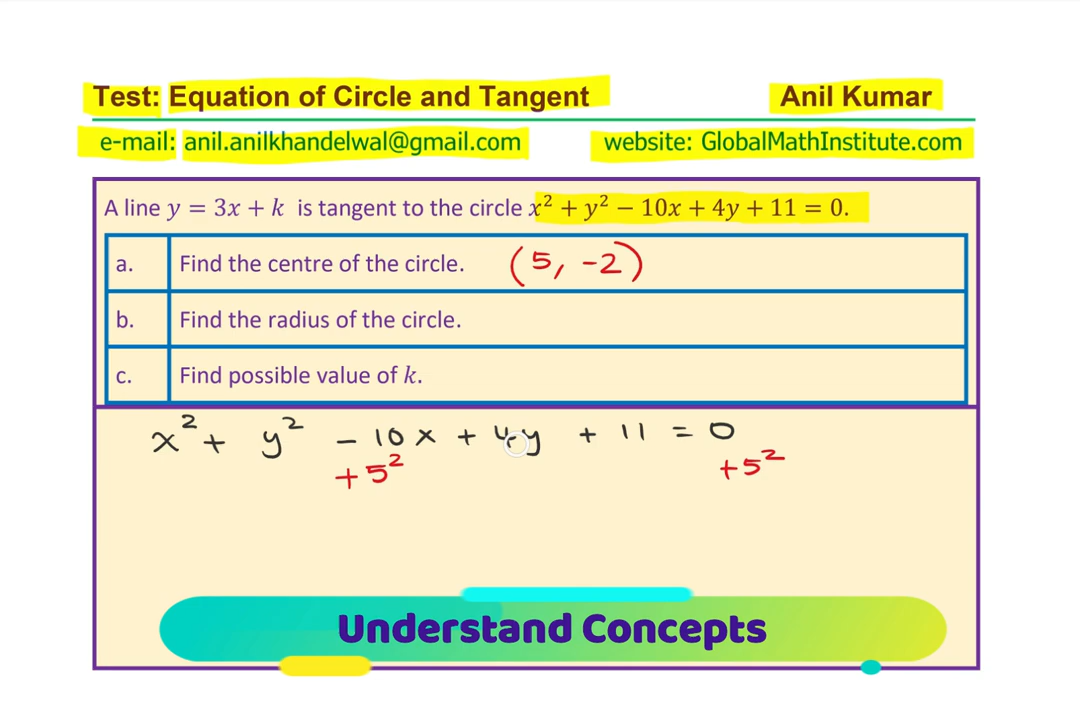 Test: Equation of Circle and Tangent Anil Kumar
e-mail: anil.anilkhandelwal@gmail.com website: GlobalMathInstitute.com
A line y = 3x + k is tangent to the circle x² + y² − 10x + 4y + 11 = 0.
a. Find the centre of the circle. (5, -2)
b. Find the radius of the circle.
c. Find possible value of k.
x² + y² − 10x + 4y + 11 = 0
+5² +5²
Understand Concepts